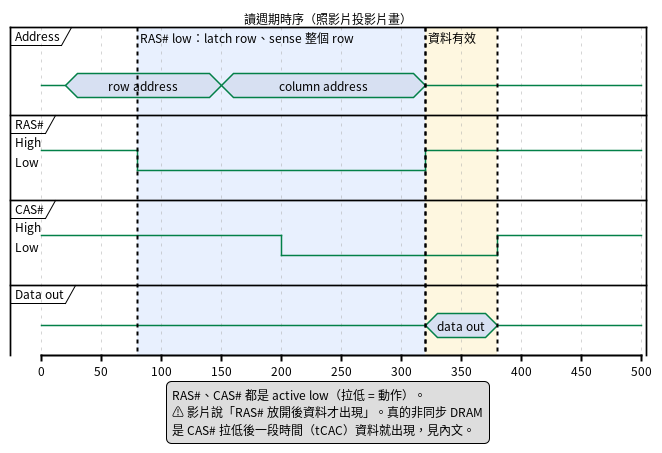 讀週期時序（照影片投影片畫）
Address
RAS# low：latch row、sense 整個 row
資料有效
row address
column address
RAS#
High
Low
CAS#
High
Low
Data out
data out
0 50 100 150 200 250 300 350 400 450 500
RAS#、CAS# 都是 active low（拉低 = 動作）。
⚠ 影片說「RAS# 放開後資料才出現」。真的非同步 DRAM
是 CAS# 拉低後一段時間（tCAC）資料就出現，見內文。